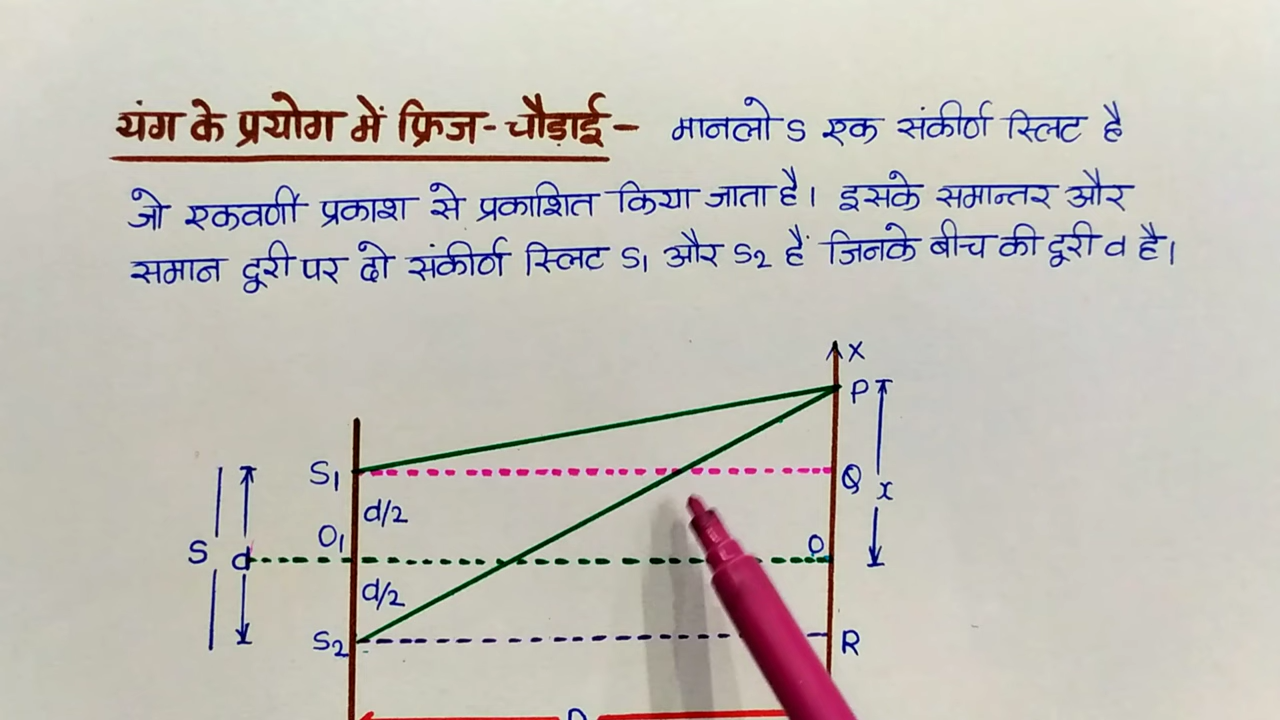 यंग के प्रयोग में फ्रिज-चौड़ाई- मानलो S एक संकीर्ण स्लिट है
जो एकवर्णी प्रकाश से प्रकाशित किया जाता है। इसके समान्तर और
समान दूरी पर दो संकीर्ण स्लिट S₁ और S₂ हैं जिनके बीच की दूरी d है।
X
P
S₁
Q
x
d/2
O₁
O
S
d
d/2
S₂
R
D